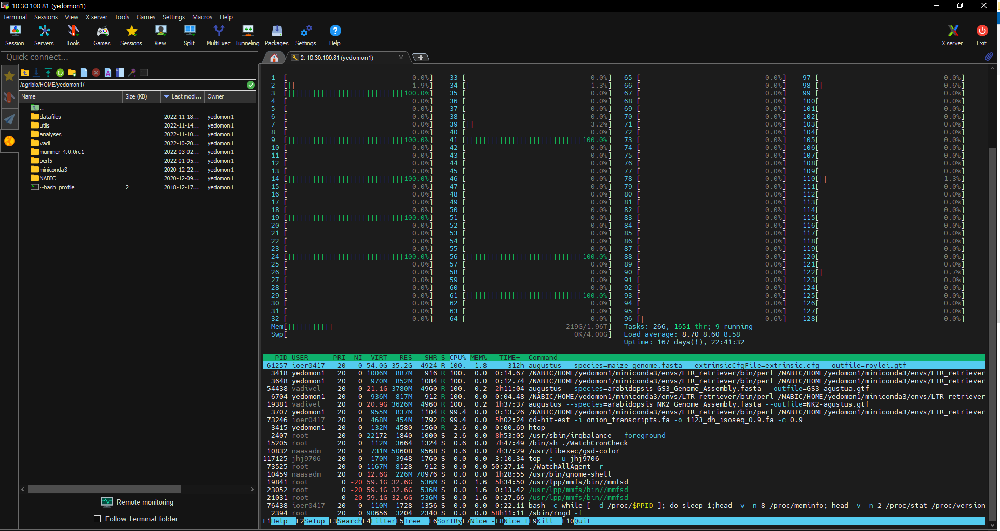 10.30.100.81 (yedomon1)
Terminal Sessions View X server Tools Games Settings Macros Help
Session Servers Tools Games Sessions View Split MultiExec Tunneling Packages Settings Help X server Exit
Quick connect...
2. 10.30.100.81 (yedomon1)
/agribio/HOME/yedomon1/
Name Size (KB) Last modi... Owner
..
datafiles 2022-11-18... yedomon1
utils 2022-11-14... yedomon1
analyses 2022-11-10... yedomon1
vadi 2022-10-20... yedomon1
mummer-4.0.0rc1 2022-03-02... yedomon1
perl5 2022-01-05... yedomon1
miniconda3 2020-12-22... yedomon1
NABIC 2020-12-09... yedomon1
~bash_profile 2 2018-12-17... yedomon1
Remote monitoring
Follow terminal folder
1 [ 0.0%] 33 [ 0.0%] 65 [ 0.0%] 97 [ 0.0%]
2 [|| 1.9%] 34 [| 1.3%] 66 [ 0.0%] 98 [| 0.6%]
3 [||||||||||||||||||||||||||||100.0%] 35 [ 0.0%] 67 [ 0.0%] 99 [ 0.0%]
4 [ 0.0%] 36 [ 0.0%] 68 [ 0.0%] 100[ 0.0%]
5 [ 0.0%] 37 [ 0.0%] 69 [ 0.0%] 101[ 0.0%]
6 [ 0.0%] 38 [ 0.0%] 70 [ 0.0%] 102[ 0.0%]
7 [ 0.0%] 39 [|| 3.2%] 71 [ 0.0%] 103[ 0.0%]
8 [ 0.0%] 40 [ 0.0%] 72 [ 0.0%] 104[ 0.0%]
9 [||||||||||||||||||||||||||||100.0%] 41 [||||||||||||||||||||||||||||100.0%] 73 [ 0.0%] 105[ 0.0%]
10 [ 0.0%] 42 [ 0.0%] 74 [ 0.0%] 106[ 0.0%]
11 [ 0.0%] 43 [ 0.0%] 75 [ 0.0%] 107[ 0.0%]
12 [ 0.0%] 44 [ 0.0%] 76 [ 0.0%] 108[ 0.0%]
13 [ 0.0%] 45 [ 0.0%] 77 [ 0.0%] 109[ 0.0%]
14 [||||||||||||||||||||||||||||100.0%] 46 [ 0.0%] 78 [ 0.0%] 110[|| 1.3%]
15 [ 0.0%] 47 [ 0.0%] 79 [ 0.0%] 111[ 0.0%]
16 [ 0.0%] 48 [ 0.0%] 80 [ 0.0%] 112[ 0.0%]
17 [ 0.0%] 49 [ 0.0%] 81 [ 0.0%] 113[ 0.0%]
18 [ 0.0%] 50 [ 0.0%] 82 [ 0.0%] 114[ 0.0%]
19 [||||||||||||||||||||||||||||100.0%] 51 [ 0.0%] 83 [ 0.0%] 115[ 0.0%]
20 [ 0.0%] 52 [ 0.0%] 84 [ 0.0%] 116[ 0.0%]
21 [ 0.0%] 53 [ 0.0%] 85 [ 0.0%] 117[ 0.0%]
22 [ 0.0%] 54 [ 0.0%] 86 [ 0.0%] 118[ 0.0%]
23 [ 0.0%] 55 [ 0.0%] 87 [ 0.0%] 119[ 0.0%]
24 [||||||||||||||||||||||||||||100.0%] 56 [||||||||||||||||||||||||||||100.0%] 88 [ 0.0%] 120[ 0.0%]
25 [ 0.0%] 57 [ 0.0%] 89 [ 0.0%] 121[ 0.0%]
26 [ 0.0%] 58 [ 0.0%] 90 [ 0.0%] 122[| 0.7%]
27 [ 0.0%] 59 [ 0.0%] 91 [ 0.0%] 123[ 0.0%]
28 [ 0.0%] 60 [ 0.0%] 92 [ 0.0%] 124[ 0.0%]
29 [ 0.0%] 61 [||||||||||||||||||||||||||||100.0%] 93 [ 0.0%] 125[ 0.0%]
30 [ 0.0%] 62 [ 0.0%] 94 [ 0.0%] 126[ 0.0%]
31 [ 0.0%] 63 [ 0.0%] 95 [ 0.0%] 127[ 0.0%]
32 [ 0.0%] 64 [ 0.0%] 96 [| 0.6%] 128[ 0.0%]
Mem[||||||||||| 219G/1.96T] Tasks: 266, 1651 thr; 9 running
Swp[ 0K/4.00G] Load average: 8.70 8.60 8.58
Uptime: 167 days(!), 22:41:32
PID USER PRI NI VIRT RES SHR S CPU% MEM% TIME+ Command
61257 ioer0417 20 0 54.0G 35.2G 4924 R 100. 1.8 312h augustus --species=maize genome.fasta --extrinsicCfgFile=extrinsic.cfg --outfile=roylei.gtf
3418 yedomon1 20 0 1006M 887M 916 R 100. 0.0 0:14.67 /NABIC/HOME/yedomon1/miniconda3/envs/LTR_retriever/bin/perl /NABIC/HOME/yedomon1/miniconda3/envs/LTR_retriever
3648 yedomon1 20 0 970M 852M 1084 R 100. 0.0 0:12.74 /NABIC/HOME/yedomon1/miniconda3/envs/LTR_retriever/bin/perl /NABIC/HOME/yedomon1/miniconda3/envs/LTR_retriever
54438 vadivel 20 0 21.1G 3780M 4960 R 100. 0.2 2h11:04 augustus --species=arabidopsis GS3_Genome_Assembly.fasta --outfile=GS3-agustua.gtf
6704 yedomon1 20 0 936M 817M 912 R 100. 0.0 0:04.48 /NABIC/HOME/yedomon1/miniconda3/envs/LTR_retriever/bin/perl /NABIC/HOME/yedomon1/miniconda3/envs/LTR_retriever
19381 vadivel 20 0 20.9G 3626M 4960 R 100. 0.2 1h37:37 augustus --species=arabidopsis NK2_Genome_Assembly.fasta --outfile=NK2-agustus.gtf
3707 yedomon1 20 0 955M 837M 1104 R 99.4 0.0 0:13.26 /NABIC/HOME/yedomon1/miniconda3/envs/LTR_retriever/bin/perl /NABIC/HOME/yedomon1/miniconda3/envs/LTR_retriever
73246 ioer0417 20 0 468M 454M 1792 R 99.4 0.0 5h02:24 cd-hit-est -i onion_transcripts.fa -o 1123_dh_isoseq_0.9.fa -c 0.9
3415 yedomon1 20 0 132M 4580 1560 R 2.6 0.0 0:00.69 htop
2407 root 20 0 22172 1840 1000 S 2.6 0.0 8h53:05 /usr/sbin/irqbalance --foreground
15205 root 20 0 112M 3664 1324 S 0.6 0.0 7h47:49 /bin/sh ./WatchCronCheck
10832 naasadm 20 0 731M 50608 9568 S 0.6 0.0 7h37:29 /usr/libexec/gsd-color
117125 jhj9706 20 0 170M 3948 1760 S 0.0 0.0 3:10.34 top -c -u jhj9706
73525 root 20 0 1167M 8128 912 S 0.0 0.0 50:27.14 ./WatchAllAgent -r
10459 naasadm 20 0 12.6G 226M 70976 S 0.0 0.0 1h28:55 /usr/bin/gnome-shell
19841 root 0 -20 59.1G 32.6G 536M S 0.0 1.6 5h34:50 /usr/lpp/mmfs/bin//mmfsd
23052 root 0 -20 59.1G 32.6G 536M S 0.0 1.6 0:13.42 /usr/lpp/mmfs/bin//mmfsd
21031 root 0 -20 59.1G 32.6G 536M S 0.0 1.6 0:27.66 /usr/lpp/mmfs/bin//mmfsd
76438 ioer0417 20 0 110M 1728 1356 S 0.0 0.0 0:22.11 bash -c while [ -d /proc/$PPID ]; do sleep 1;head -v -n 8 /proc/meminfo; head -v -n 2 /proc/stat /proc/version
2394 root 20 0 90656 3204 2340 S 0.0 0.0 58h11:11 /sbin/rngd -f
F1Help F2Setup F3SearchF4FilterF5Tree F6SortByF7Nice -F8Nice +F9Kill F10Quit